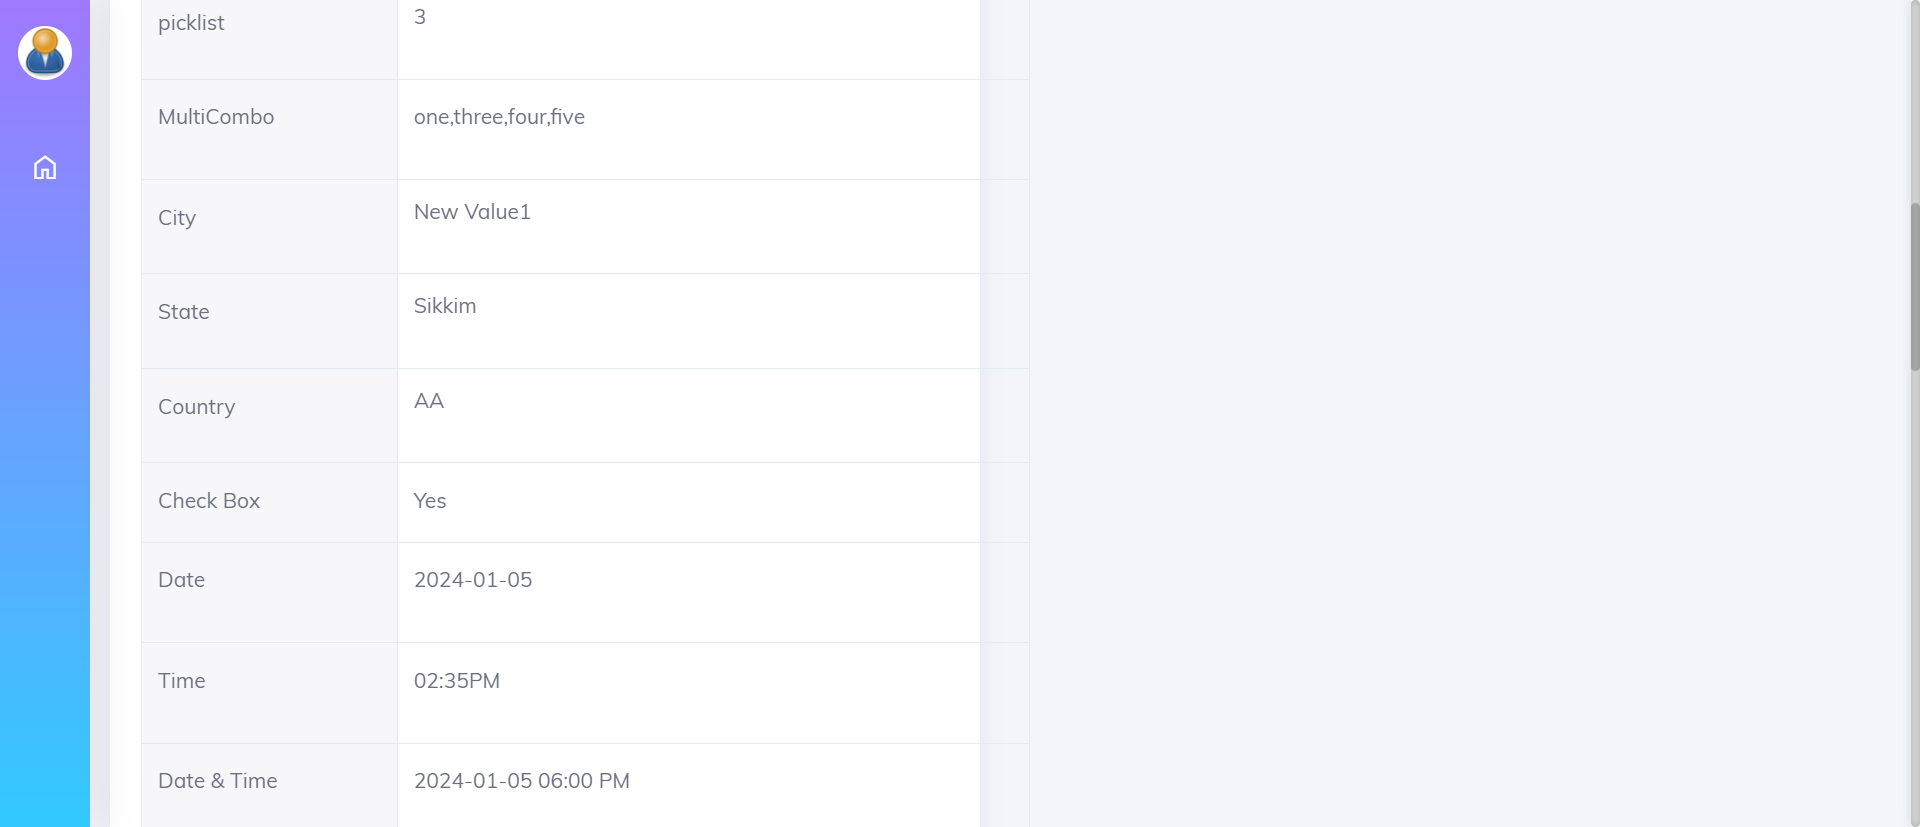 picklist 3
MultiCombo one,three,four,five
City New Value1
State Sikkim
Country AA
Check Box Yes
Date 2024-01-05
Time 02:35PM
Date & Time 2024-01-05 06:00 PM